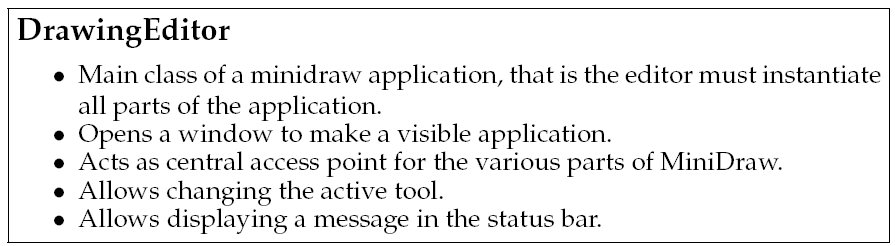 DrawingEditor
• Main class of a minidraw application, that is the editor must instantiate
all parts of the application.
• Opens a window to make a visible application.
• Acts as central access point for the various parts of MiniDraw.
• Allows changing the active tool.
• Allows displaying a message in the status bar.